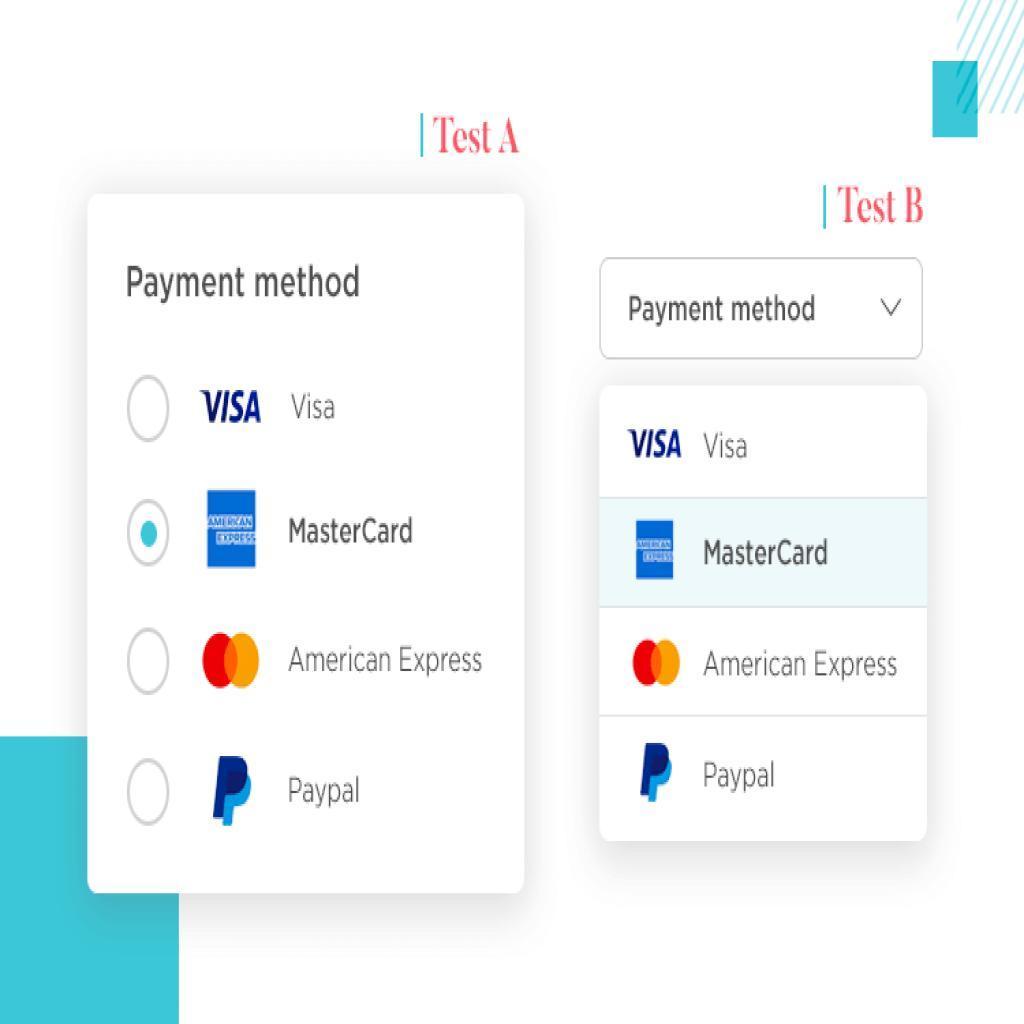 Test A
Payment method
VISA Visa
AMERICAN
EXPRESS
MasterCard
American Express
Paypal
Test B
Payment method
VISA Visa
AMERICAN
EXPRESS
MasterCard
American Express
Paypal